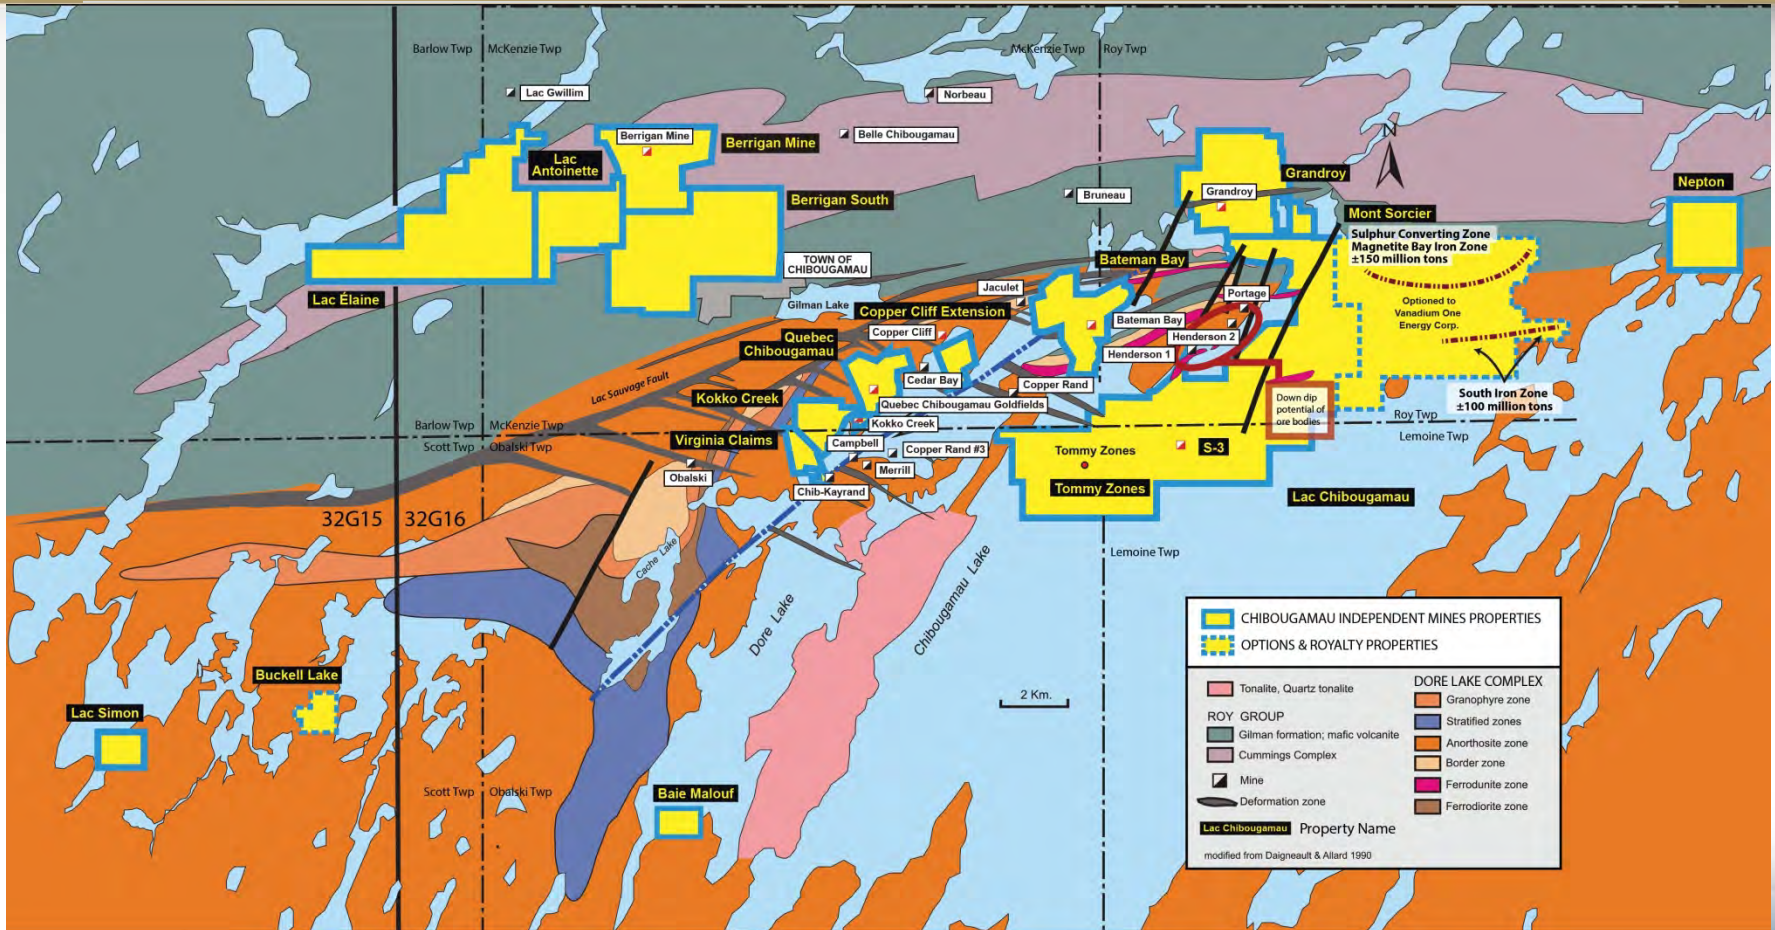 Barlow Twp
McKenzie Twp
McKenzie Twp
Roy Twp
Lac Gwillim
Norbeau
Berrigan Mine
Belle Chibougamau
Berrigan Mine
N
Lac
Antoinette
Grandroy
Nepton
Berrigan South
Bruneau
Grandroy
Mont Sorcier
Sulphur Converting Zone
Magnetite Bay Iron Zone
±150 million tons
TOWN OF
CHIBOUGAMAU
Bateman Bay
Lac Élaine
Gilman Lake
Jaculet
Portage
Optioned to
Vanadium One
Energy Corp.
Copper Cliff Extension
Copper Cliff
Bateman Bay
Henderson 2
Quebec
Chibougamau
Henderson 1
Lac Sauvage Fault
Cedar Bay
Copper Rand
Kokko Creek
Quebec Chibougamau Goldfields
Down dip
potential of
ore bodies
South Iron Zone
±100 million tons
Barlow Twp
McKenzie Twp
Kokko Creek
Roy Twp
Scott Twp
Obalski Twp
Virginia Claims
Campbell
Copper Rand #3
Lemoine Twp
Tommy Zones
S-3
Obalski
Merrill
Chib-Kayrand
Tommy Zones
Lac Chibougamau
32G15
32G16
Cache Lake
Dore Lake
Chibougamau Lake
Lemoine Twp
Buckell Lake
Lac Simon
2 Km.
Scott Twp
Obalski Twp
Baie Malouf
CHIBOUGAMAU INDEPENDENT MINES PROPERTIES
OPTIONS & ROYALTY PROPERTIES
Tonalite, Quartz tonalite
ROY GROUP
Gilman formation; mafic volcanite
Cummings Complex
Mine
Deformation zone
Lac Chibougamau Property Name
modified from Daigneault & Allard 1990
DORE LAKE COMPLEX
Granophyre zone
Stratified zones
Anorthosite zone
Border zone
Ferrodunite zone
Ferrodiorite zone